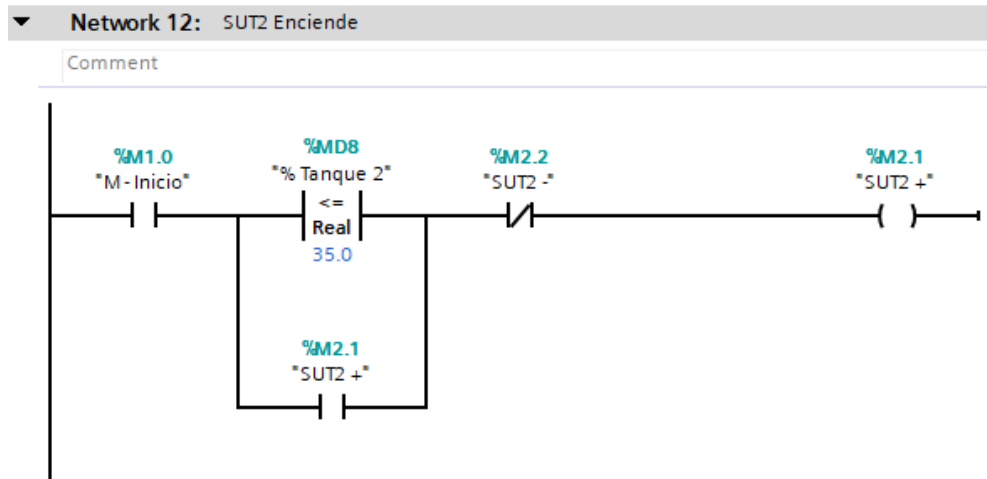 Network 12: SUT2 Enciende
Comment
%M1.0
"M - Inicio"
%MD8
"% Tanque 2"
<=
Real
35.0
%M2.2
"SUT2 -"
%M2.1
"SUT2 +"
%M2.1
"SUT2 +"